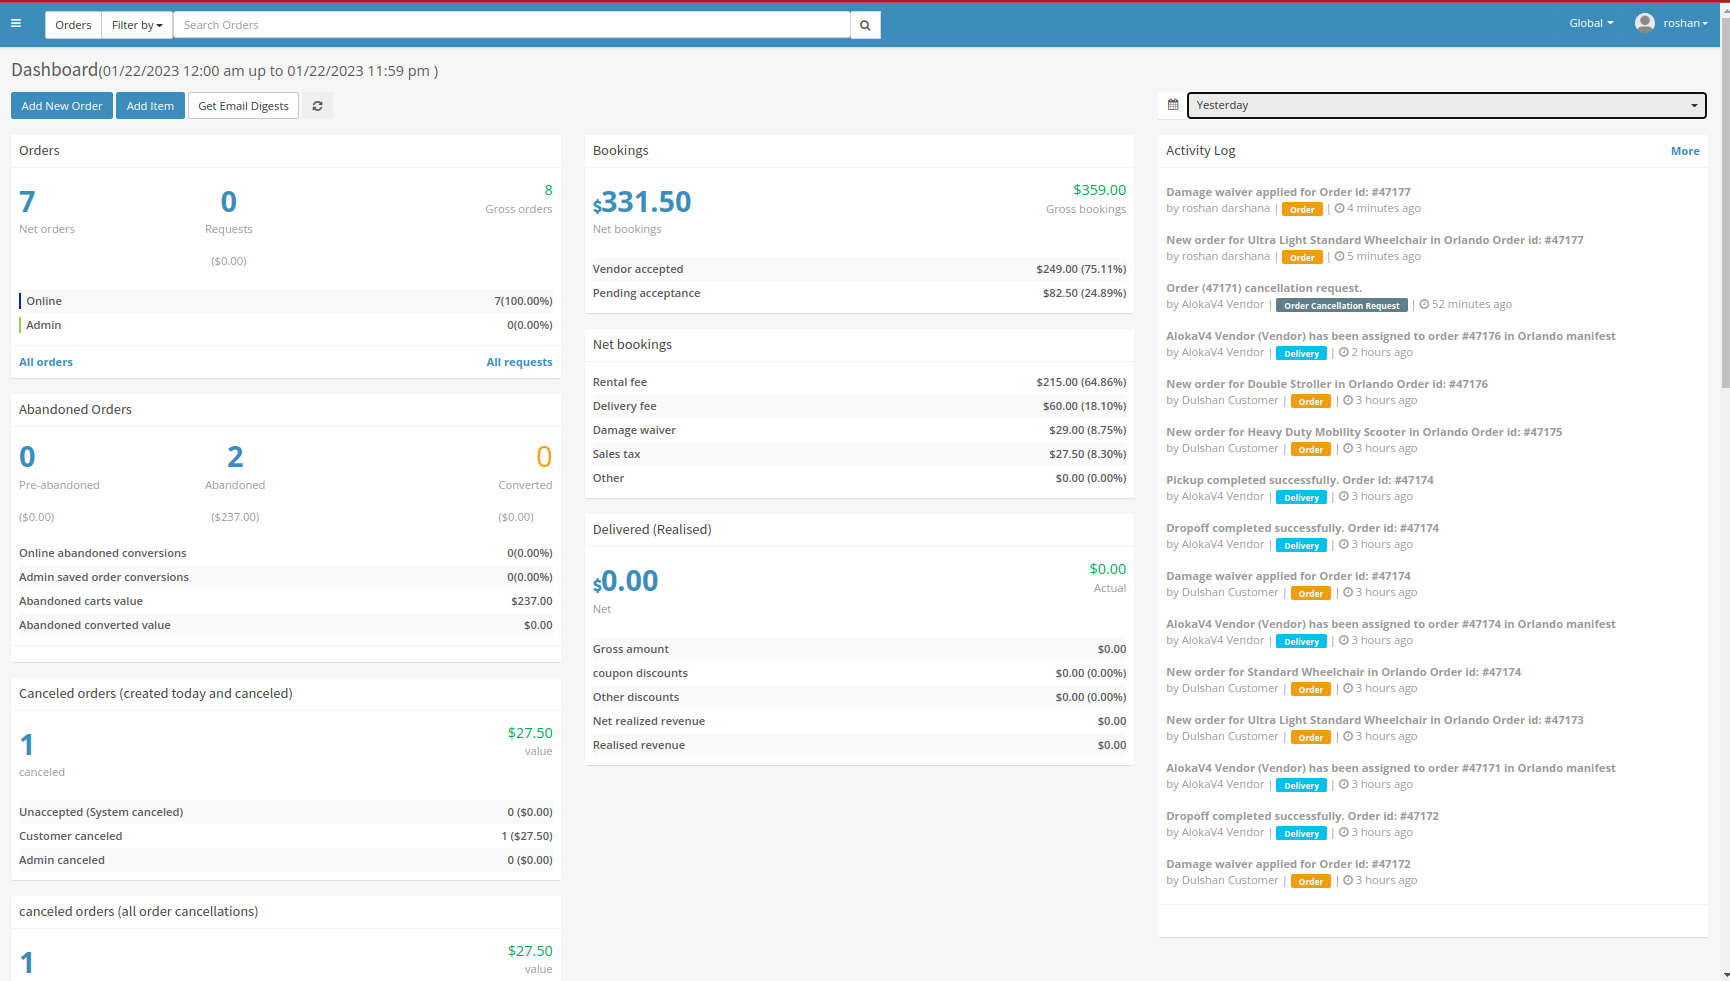 Orders
Filter by
Search Orders
Global
roshan
Dashboard(01/22/2023 12:00 am up to 01/22/2023 11:59 pm )
Add New Order
Add Item
Get Email Digests
Yesterday
Orders
7
0
8
Net orders
Requests
Gross orders
($0.00)
Online 7(100.00%)
Admin 0(0.00%)
All orders
All requests
Abandoned Orders
0
2
0
Pre-abandoned
Abandoned
Converted
($0.00)
($237.00)
($0.00)
Online abandoned conversions 0(0.00%)
Admin saved order conversions 0(0.00%)
Abandoned carts value $237.00
Abandoned converted value $0.00
Canceled orders (created today and canceled)
1
$27.50
canceled
value
Unaccepted (System canceled) 0 ($0.00)
Customer canceled 1 ($27.50)
Admin canceled 0 ($0.00)
canceled orders (all order cancellations)
1
$27.50
value
Bookings
$331.50
$359.00
Net bookings
Gross bookings
Vendor accepted $249.00 (75.11%)
Pending acceptance $82.50 (24.89%)
Net bookings
Rental fee $215.00 (64.86%)
Delivery fee $60.00 (18.10%)
Damage waiver $29.00 (8.75%)
Sales tax $27.50 (8.30%)
Other $0.00 (0.00%)
Delivered (Realised)
$0.00
$0.00
Net
Actual
Gross amount $0.00
coupon discounts $0.00 (0.00%)
Other discounts $0.00 (0.00%)
Net realized revenue $0.00
Realised revenue $0.00
Activity Log
More
Damage waiver applied for Order id: #47177
by roshan darshana | Order | 4 minutes ago
New order for Ultra Light Standard Wheelchair in Orlando Order id: #47177
by roshan darshana | Order | 5 minutes ago
Order (47171) cancellation request.
by AlokaV4 Vendor | Order Cancellation Request | 52 minutes ago
AlokaV4 Vendor (Vendor) has been assigned to order #47176 in Orlando manifest
by AlokaV4 Vendor | Delivery | 2 hours ago
New order for Double Stroller in Orlando Order id: #47176
by Dulshan Customer | Order | 3 hours ago
New order for Heavy Duty Mobility Scooter in Orlando Order id: #47175
by Dulshan Customer | Order | 3 hours ago
Pickup completed successfully. Order id: #47174
by AlokaV4 Vendor | Delivery | 3 hours ago
Dropoff completed successfully. Order id: #47174
by AlokaV4 Vendor | Delivery | 3 hours ago
Damage waiver applied for Order id: #47174
by Dulshan Customer | Order | 3 hours ago
AlokaV4 Vendor (Vendor) has been assigned to order #47174 in Orlando manifest
by AlokaV4 Vendor | Delivery | 3 hours ago
New order for Standard Wheelchair in Orlando Order id: #47174
by Dulshan Customer | Order | 3 hours ago
New order for Ultra Light Standard Wheelchair in Orlando Order id: #47173
by Dulshan Customer | Order | 3 hours ago
AlokaV4 Vendor (Vendor) has been assigned to order #47171 in Orlando manifest
by AlokaV4 Vendor | Delivery | 3 hours ago
Dropoff completed successfully. Order id: #47172
by AlokaV4 Vendor | Delivery | 3 hours ago
Damage waiver applied for Order id: #47172
by Dulshan Customer | Order | 3 hours ago